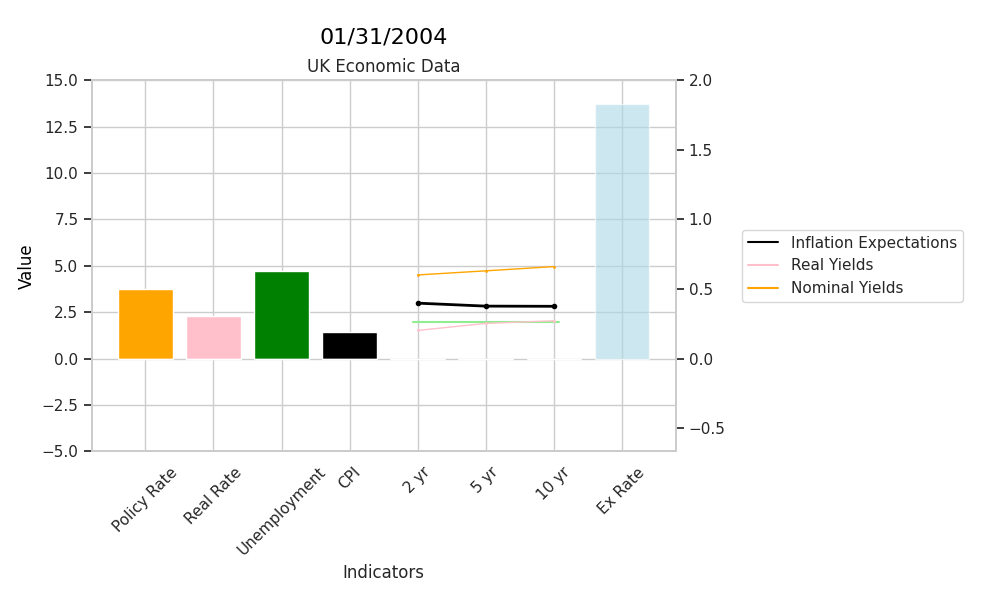 01/31/2004
UK Economic Data
15.0
12.5
10.0
7.5
5.0
2.5
0.0
−2.5
−5.0
Value
2.0
1.5
1.0
0.5
0.0
−0.5
Inflation Expectations
Real Yields
Nominal Yields
Policy Rate
Real Rate
Unemployment
CPI
2 yr
5 yr
10 yr
Ex Rate
Indicators